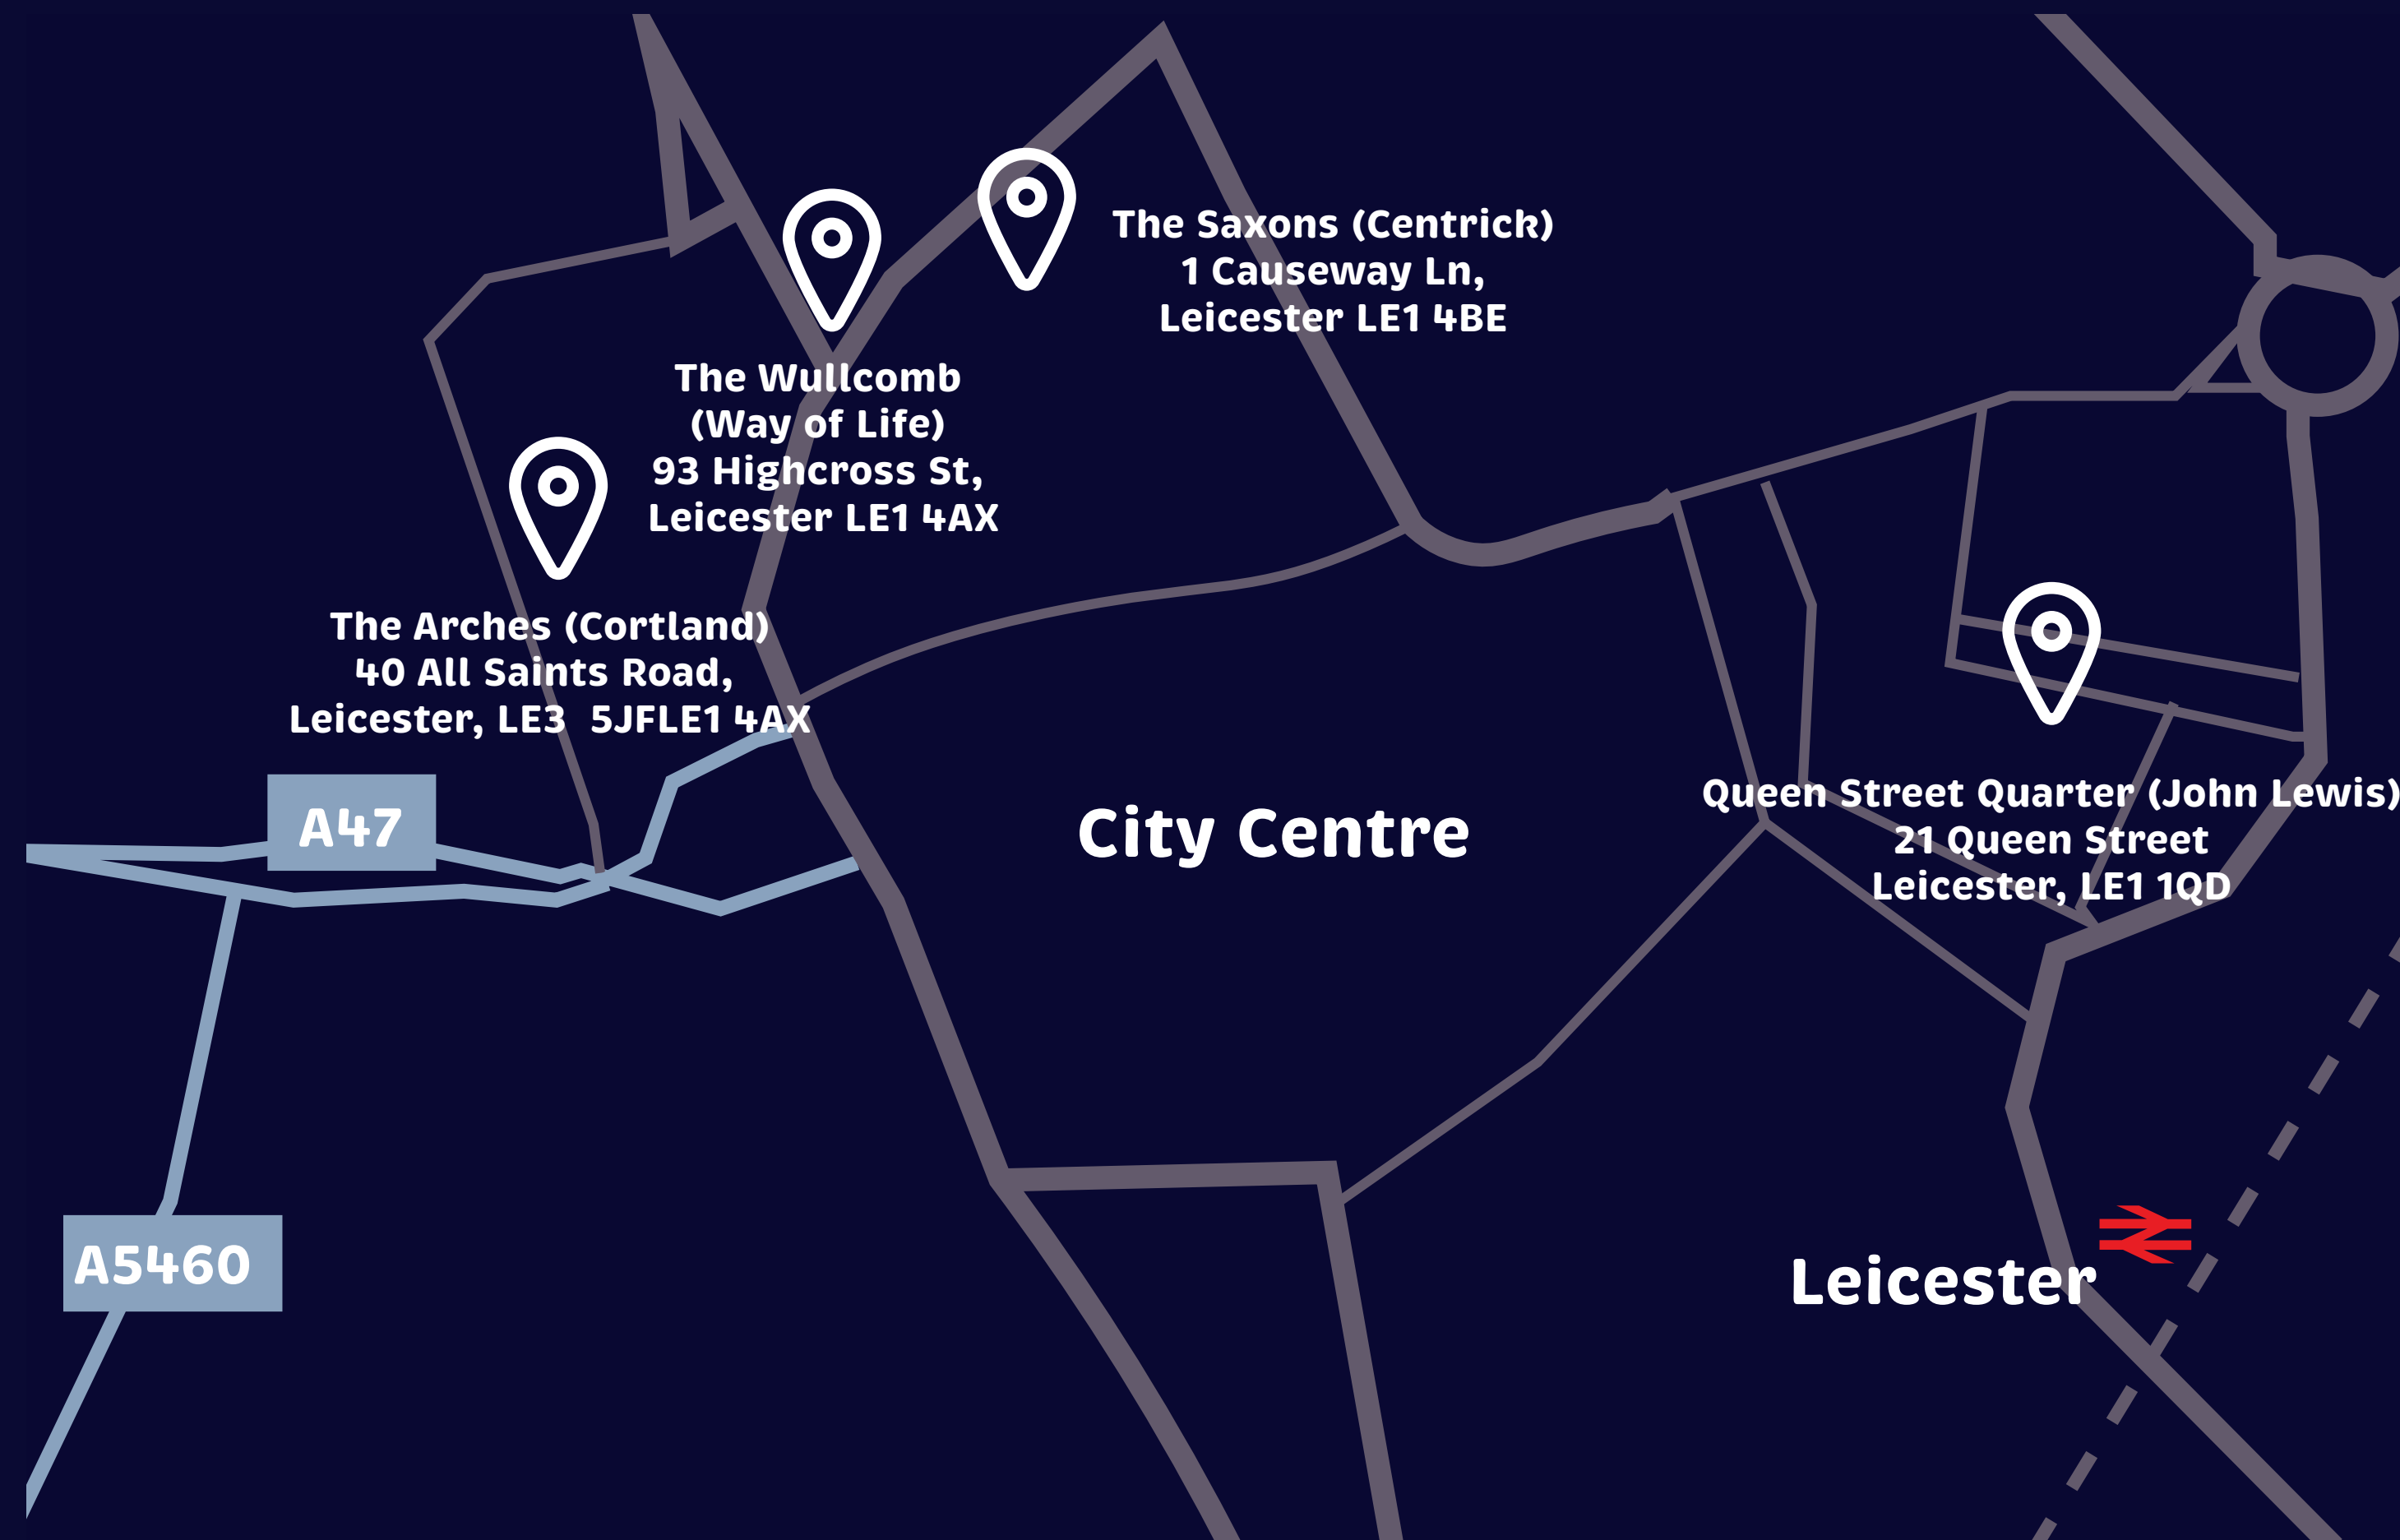 The Saxons (Centrick)
1 Causeway Ln,
Leicester LE1 4BE
The Wullcomb
(Way of Life)
93 Highcross St,
Leicester LE1 4AX
The Arches (Cortland)
40 All Saints Road,
Leicester, LE3  5JFLE1 4AX
A47
City Centre
Queen Street Quarter (John Lewis)
21 Queen Street
Leicester, LE1 1QD
A5460
Leicester